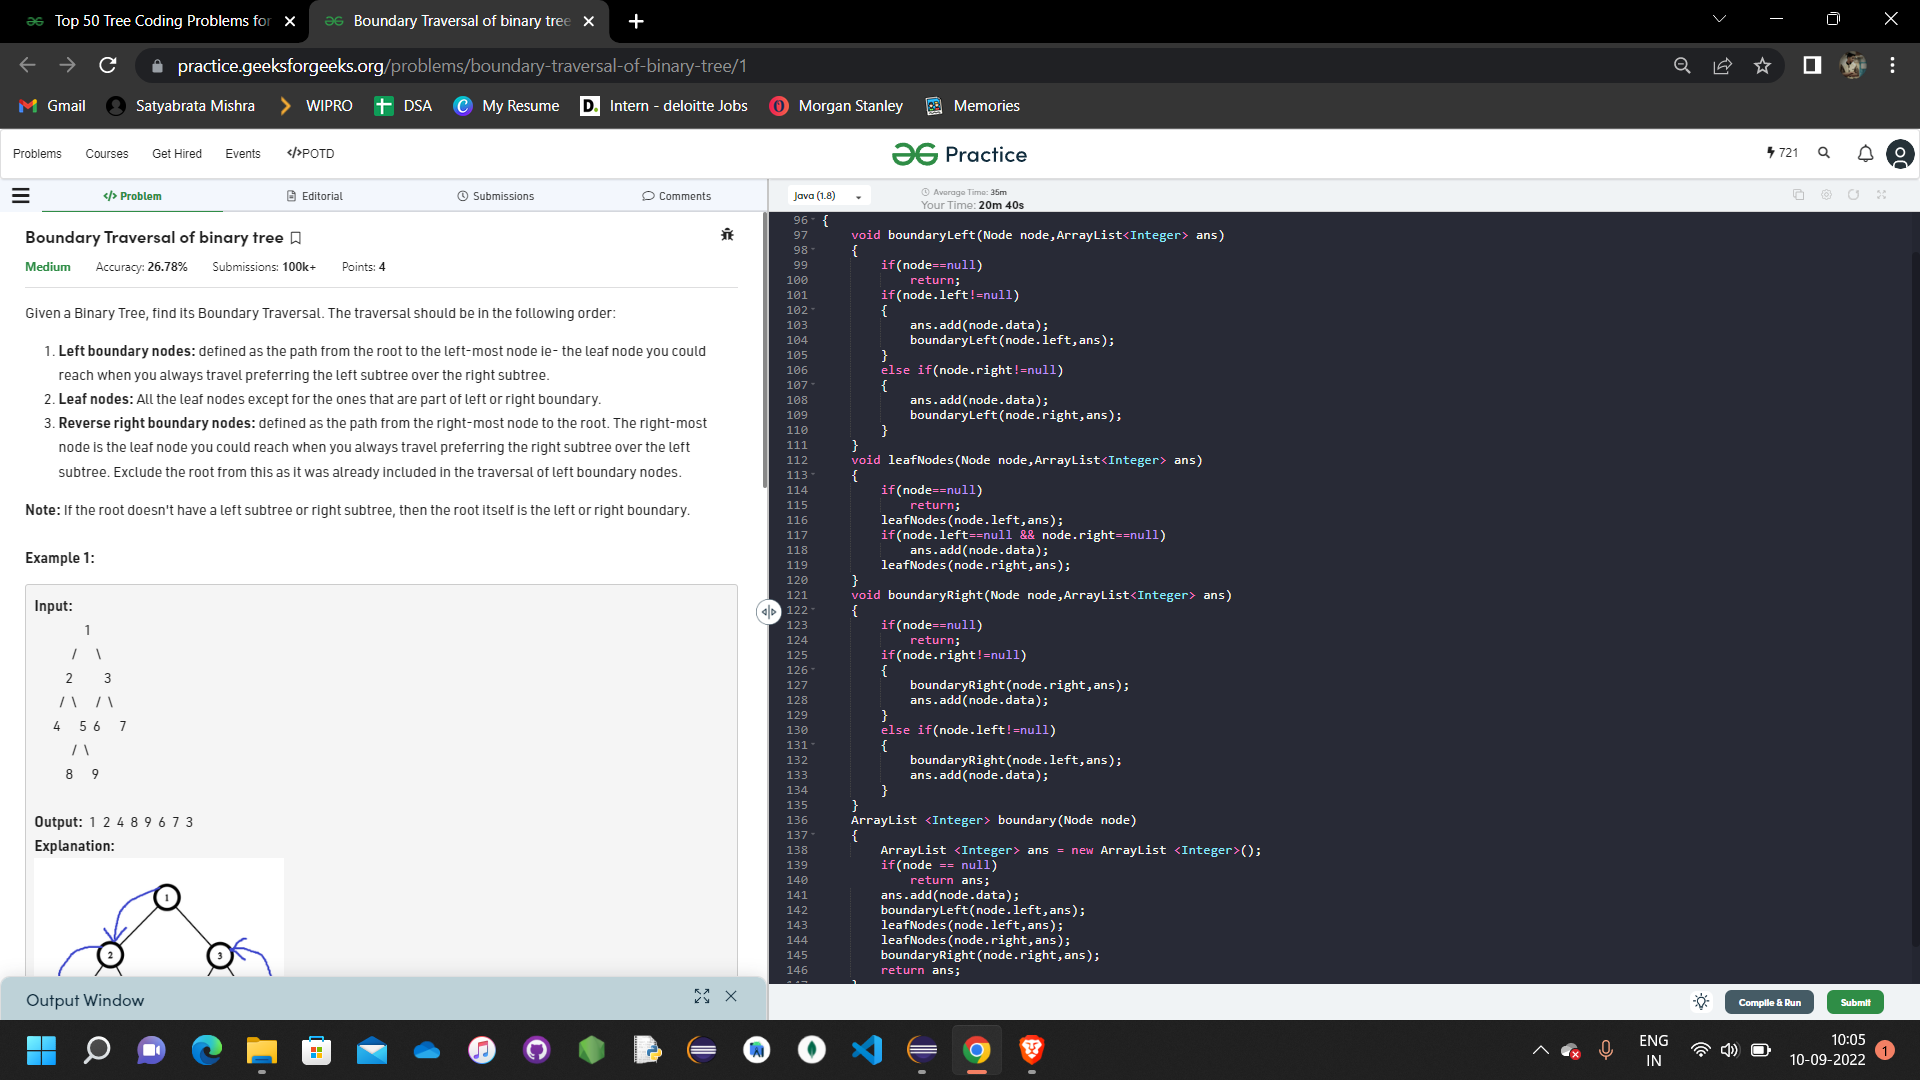 Top 50 Tree Coding Problems for
Boundary Traversal of binary tree
practice.geeksforgeeks.org/problems/boundary-traversal-of-binary-tree/1
Gmail Satyabrata Mishra WIPRO DSA My Resume Intern - deloitte Jobs Morgan Stanley Memories
Problems Courses Get Hired Events </>POTD
Practice
721
</> Problem Editorial Submissions Comments
Boundary Traversal of binary tree
Medium Accuracy: 26.78% Submissions: 100k+ Points: 4
Given a Binary Tree, find its Boundary Traversal. The traversal should be in the following order:
1. Left boundary nodes: defined as the path from the root to the left-most node ie- the leaf node you could
reach when you always travel preferring the left subtree over the right subtree.
2. Leaf nodes: All the leaf nodes except for the ones that are part of left or right boundary.
3. Reverse right boundary nodes: defined as the path from the right-most node to the root. The right-most
node is the leaf node you could reach when you always travel preferring the right subtree over the left
subtree. Exclude the root from this as it was already included in the traversal of left boundary nodes.
Note: If the root doesn't have a left subtree or right subtree, then the root itself is the left or right boundary.
Example 1:
Input:
1
/ \
2 3
/ \ / \
4 5 6 7
/ \
8 9
Output: 1 2 4 8 9 6 7 3
Explanation:
1
2 3
Output Window
Java (1.8)
Average Time: 35m
Your Time: 20m 40s
96 {
97 void boundaryLeft(Node node,ArrayList<Integer> ans)
98 {
99 if(node==null)
100 return;
101 if(node.left!=null)
102 {
103 ans.add(node.data);
104 boundaryLeft(node.left,ans);
105 }
106 else if(node.right!=null)
107 {
108 ans.add(node.data);
109 boundaryLeft(node.right,ans);
110 }
111 }
112 void leafNodes(Node node,ArrayList<Integer> ans)
113 {
114 if(node==null)
115 return;
116 leafNodes(node.left,ans);
117 if(node.left==null && node.right==null)
118 ans.add(node.data);
119 leafNodes(node.right,ans);
120 }
121 void boundaryRight(Node node,ArrayList<Integer> ans)
122 {
123 if(node==null)
124 return;
125 if(node.right!=null)
126 {
127 boundaryRight(node.right,ans);
128 ans.add(node.data);
129 }
130 else if(node.left!=null)
131 {
132 boundaryRight(node.left,ans);
133 ans.add(node.data);
134 }
135 }
136 ArrayList <Integer> boundary(Node node)
137 {
138 ArrayList <Integer> ans = new ArrayList <Integer>();
139 if(node == null)
140 return ans;
141 ans.add(node.data);
142 boundaryLeft(node.left,ans);
143 leafNodes(node.left,ans);
144 leafNodes(node.right,ans);
145 boundaryRight(node.right,ans);
146 return ans;
147 }
Compile & Run Submit
ENG
IN
10:05
10-09-2022
1